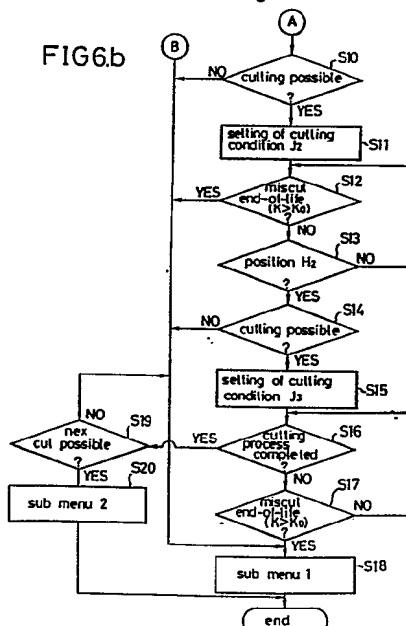 FIG6.b
B
A
S10
culling possible
?
NO
YES
setting of culling
condition J2
S11
S12
miscul
end-of-life
(K>K0)
?
YES
NO
S13
position H2
?
NO
YES
S14
culling possible
?
NO
YES
setting of culling
condition J3
S15
S16
culling
process
completed
?
YES
NO
S19
nex
cut possible
?
NO
YES
S20
sub menu 2
S17
miscul
end-of-life
(K>K0)
?
NO
YES
S18
sub menu 1
end